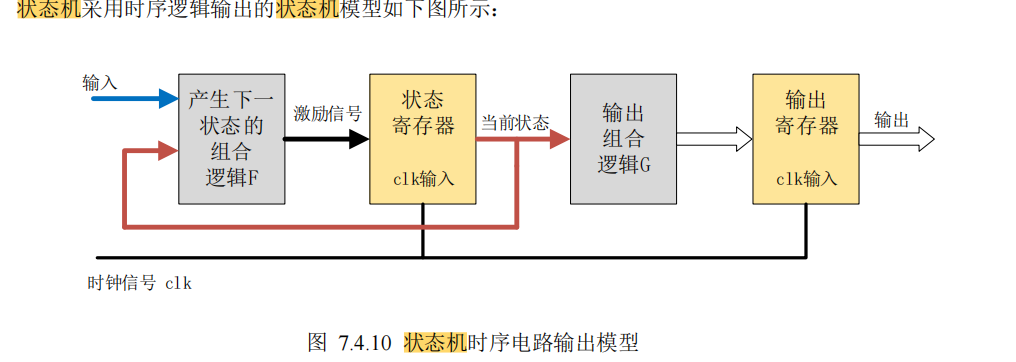 状态机采用时序逻辑输出的状态机模型如下图所示：
输入
产生下一
状态的
组合
逻辑F
激励信号
状态
寄存器
clk输入
当前状态
输出
组合
逻辑G
输出
寄存器
clk输入
输出
时钟信号 clk
图 7.4.10 状态机时序电路输出模型